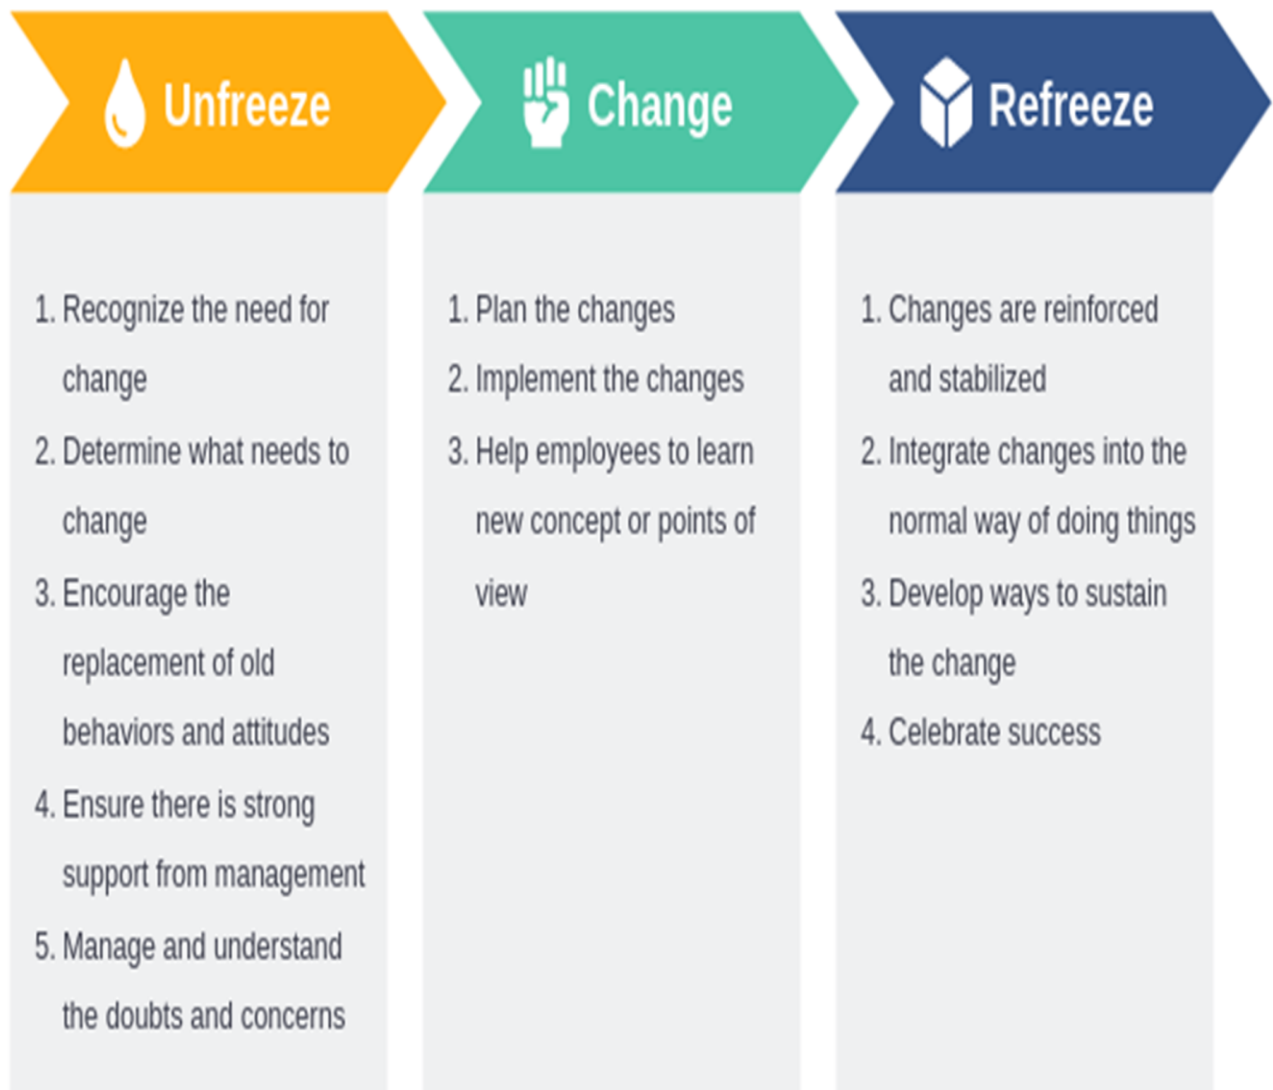 Unfreeze
1. Recognize the need for
change
2. Determine what needs to
change
3. Encourage the
replacement of old
behaviors and attitudes
4. Ensure there is strong
support from management
5. Manage and understand
the doubts and concerns
Change
1. Plan the changes
2. Implement the changes
3. Help employees to learn
new concept or points of
view
Refreeze
1. Changes are reinforced
and stabilized
2. Integrate changes into the
normal way of doing things
3. Develop ways to sustain
the change
4. Celebrate success